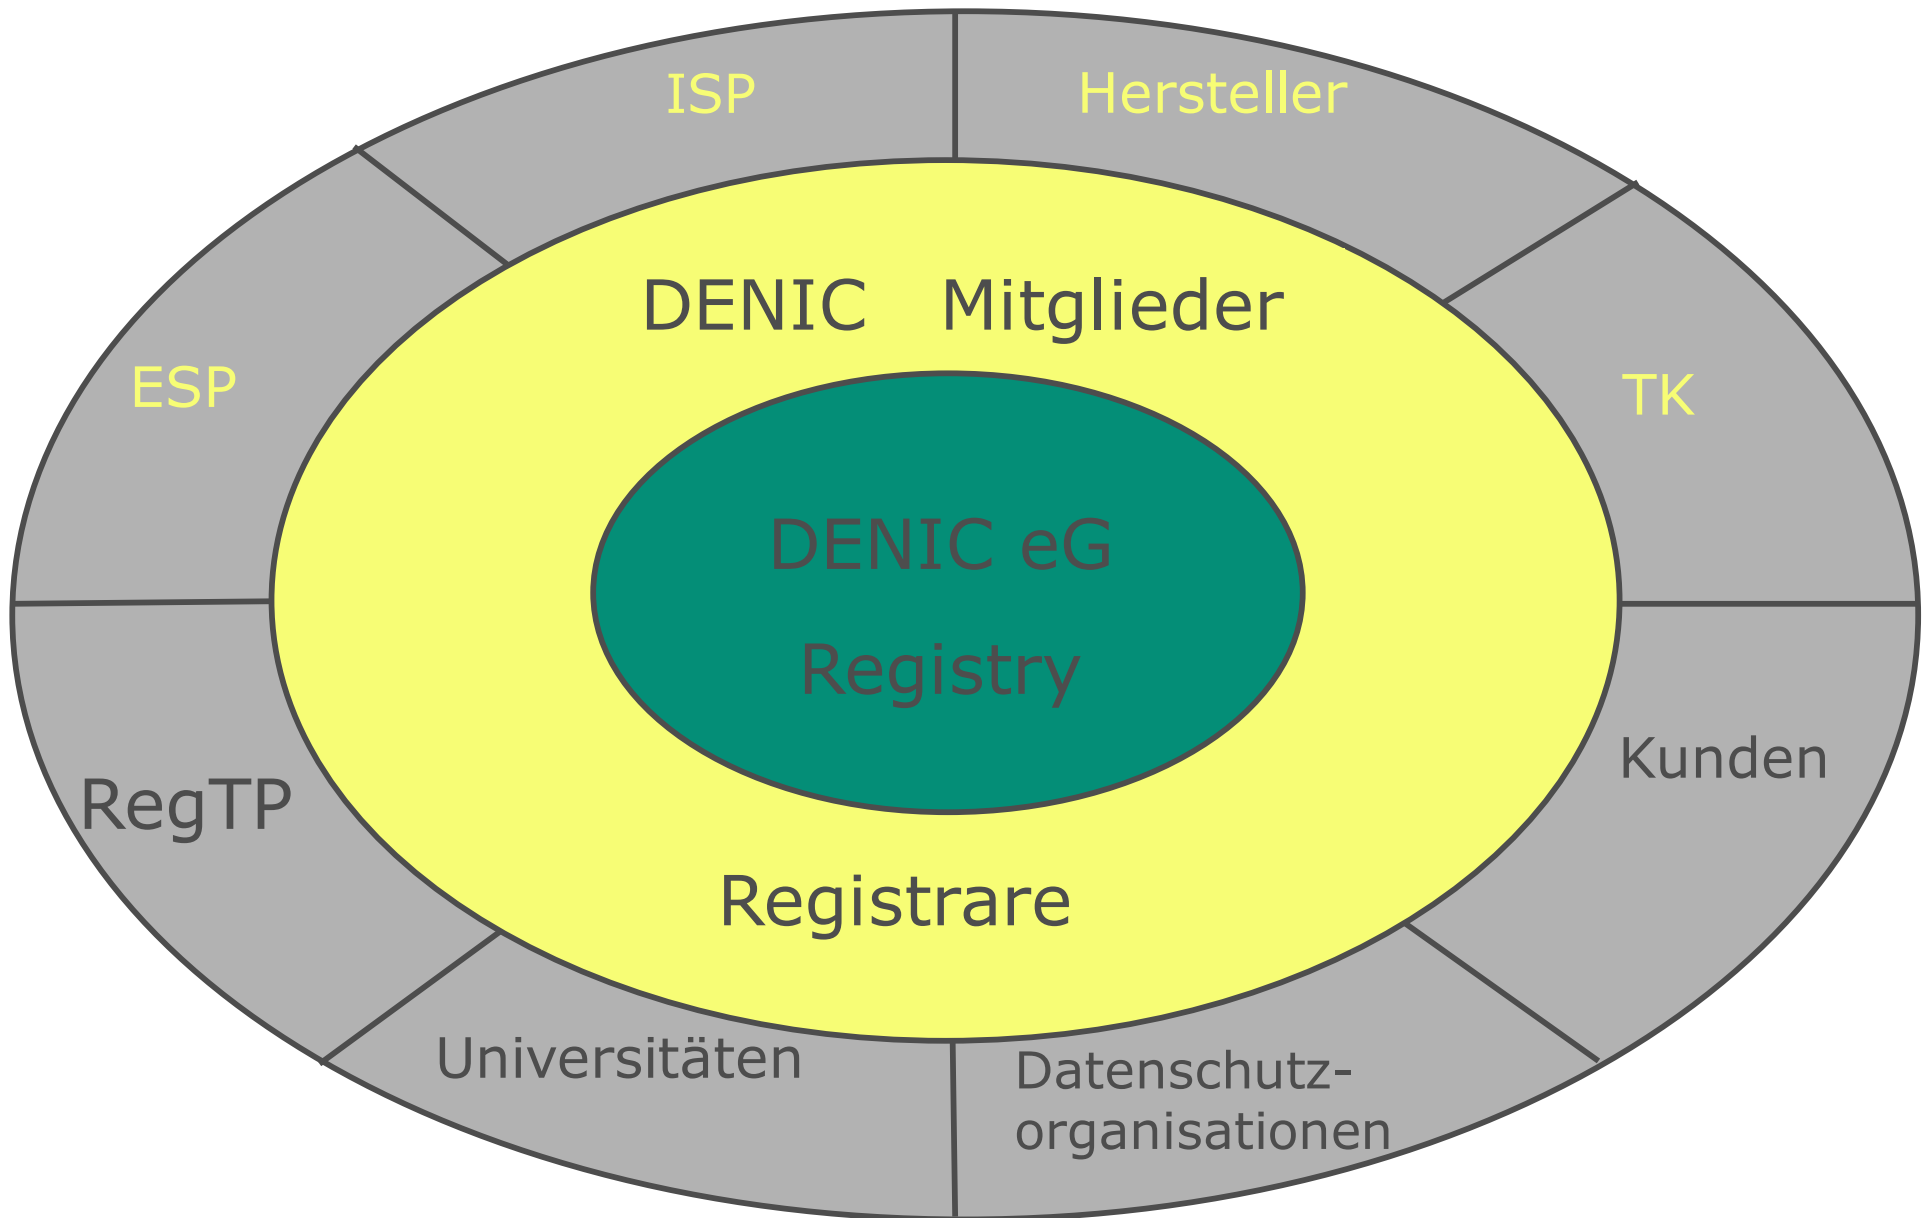 ISP
Hersteller
DENIC Mitglieder
ESP
TK
DENIC eG
Registry
Kunden
RegTP
Registrare
Universitäten
Datenschutz-
organisationen